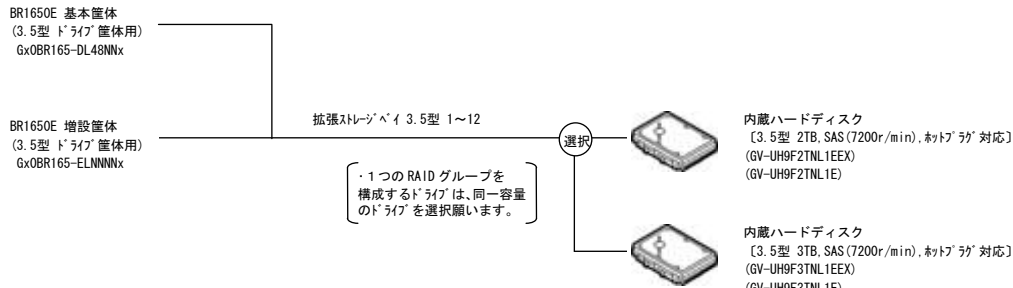 BR1650E 基本筐体
(3.5型 ﾄﾞﾗｲﾌﾞ筐体用)
GxOBR165-DL48NNx
BR1650E 増設筐体
(3.5型 ﾄﾞﾗｲﾌﾞ筐体用)
GxOBR165-ELNNNNx
拡張ｽﾄﾚｰｼﾞﾍﾞｲ 3.5型 1～12
・1つの RAID グループを
構成するﾄﾞﾗｲﾌﾞは、同一容量
のﾄﾞﾗｲﾌﾞを選択願います。
選択
内蔵ハードディスク
〔3.5型 2TB,SAS(7200r/min),ﾎｯﾄﾌﾟﾗｸﾞ対応〕
(GV-UH9F2TNL1EEX)
(GV-UH9F2TNL1E)
内蔵ハードディスク
〔3.5型 3TB,SAS(7200r/min),ﾎｯﾄﾌﾟﾗｸﾞ対応〕
(GV-UH9F3TNL1EEX)
(GV-UH9F3TNL1E)